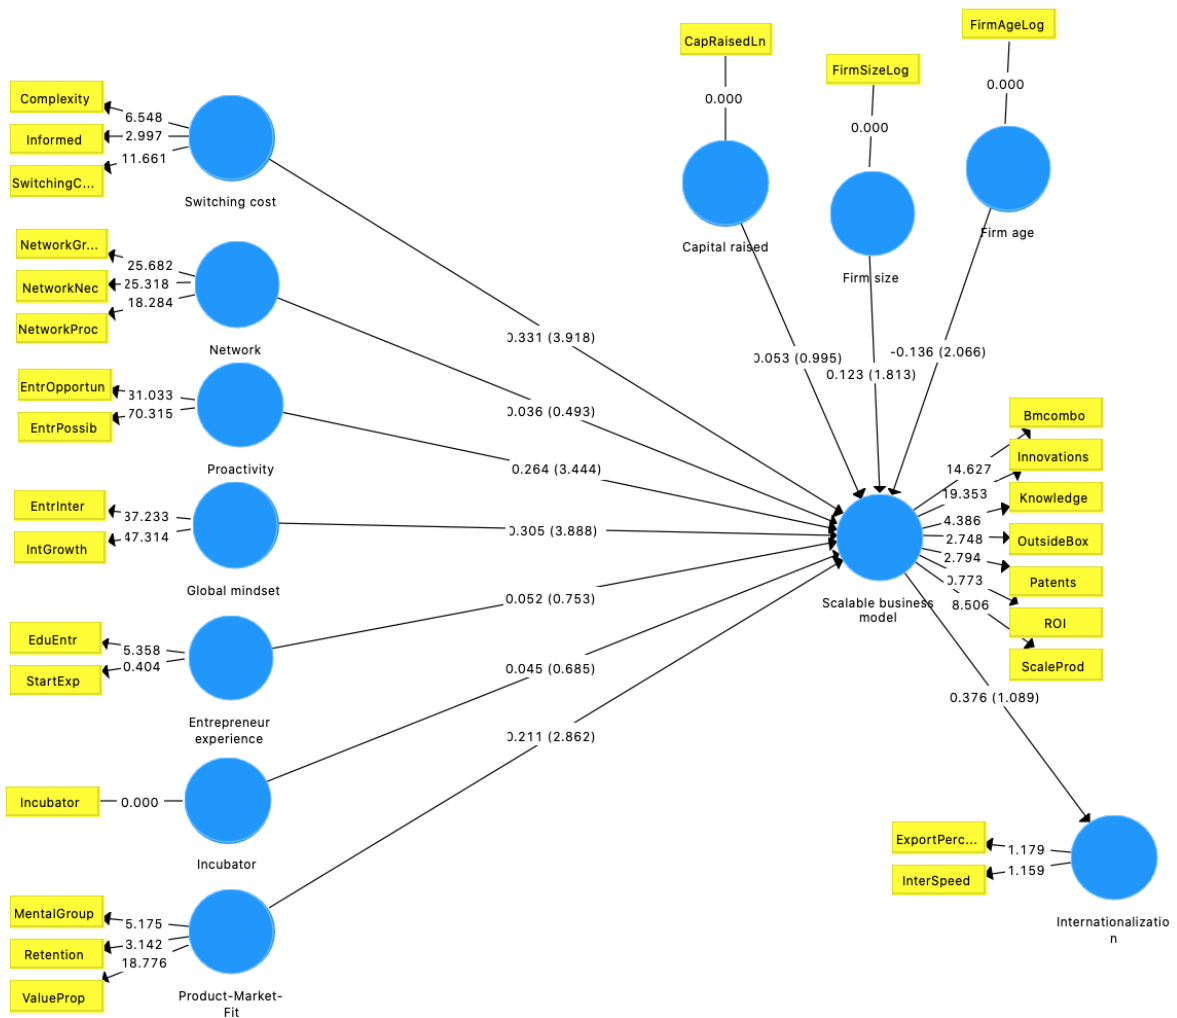 CapRaisedLn
FirmSizeLog
FirmAgeLog
0.000
0.000
0.000
Capital raised
Firm size
Firm age
Complexity
Informed
SwitchingC...
6.548
2.997
11.661
Switching cost
NetworkGr...
NetworkNec
NetworkProc
25.682
25.318
18.284
Network
EntrOpportun
EntrPossib
31.033
70.315
Proactivity
EntrInter
IntGrowth
37.233
47.314
Global mindset
EduEntr
StartExp
5.358
0.404
Entrepreneur
experience
Incubator
0.000
Incubator
MentalGroup
Retention
ValueProp
5.175
3.142
18.776
Product-Market-
Fit
0.331 (3.918)
0.036 (0.493)
0.264 (3.444)
0.305 (3.888)
0.052 (0.753)
0.045 (0.685)
0.211 (2.862)
0.053 (0.995)
0.123 (1.813)
-0.136 (2.066)
Scalable business
model
14.627
19.353
4.386
2.748
2.794
0.773
8.506
Bmcombo
Innovations
Knowledge
OutsideBox
Patents
ROI
ScaleProd
0.376 (1.089)
ExportPerc...
InterSpeed
1.179
1.159
Internationalizatio
n